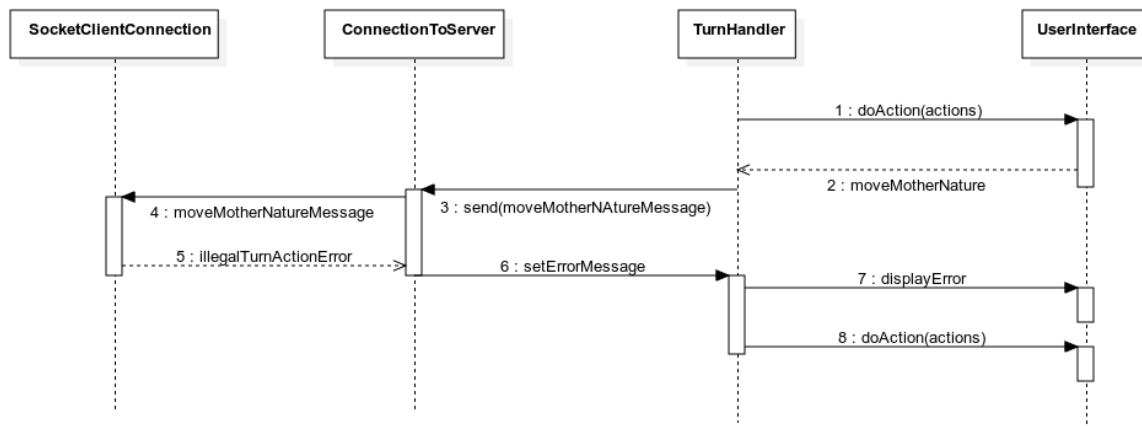 SocketClientConnection
ConnectionToServer
TurnHandler
UserInterface
1 : doAction(actions)
2 : moveMotherNature
3 : send(moveMotherNAtureMessage)
4 : moveMotherNatureMessage
5 : illegalTurnActionError
6 : setErrorMessage
7 : displayError
8 : doAction(actions)